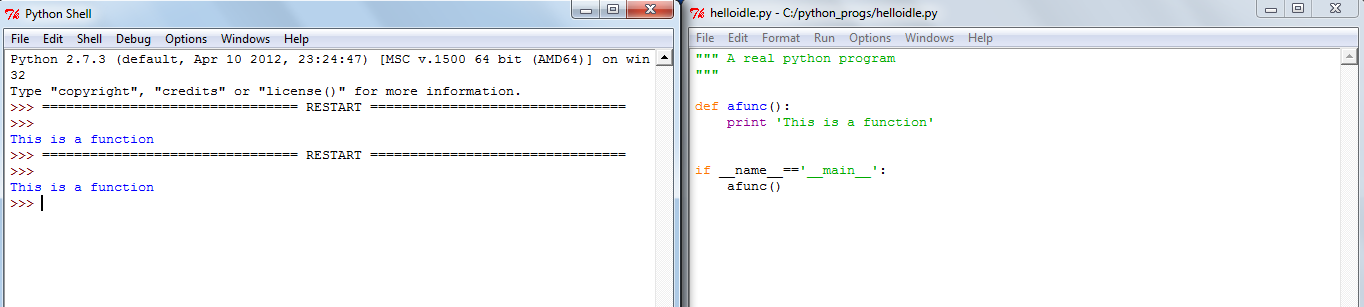 Python Shell
File Edit Shell Debug Options Windows Help
Python 2.7.3 (default, Apr 10 2012, 23:24:47) [MSC v.1500 64 bit (AMD64)] on win
32
Type "copyright", "credits" or "license()" for more information.
>>> ================================ RESTART ================================
>>>
This is a function
>>> ================================ RESTART ================================
>>>
This is a function
>>>
helloidle.py - C:/python_progs/helloidle.py
File Edit Format Run Options Windows Help
""" A real python program
"""
def afunc():
    print 'This is a function'
if __name__=='__main__':
    afunc()